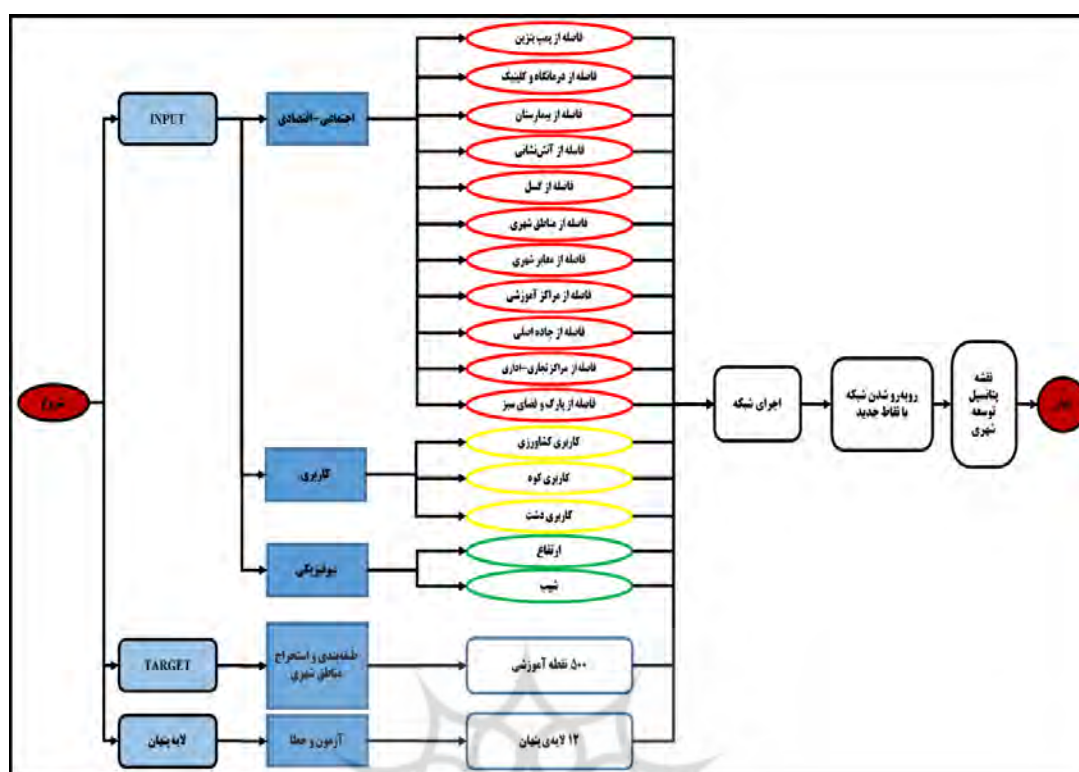 شروع
INPUT
اجتماعی-اقتصادی
فاصله از پمپ بنزین
فاصله از درمانگاه و کلینیک
فاصله از بیمارستان
فاصله از آتش‌نشانی
فاصله از گسل
فاصله از مناطق شهری
فاصله از معابر شهری
فاصله از مراکز آموزشی
فاصله از جاده اصلی
فاصله از مراکز تجاری-اداری
فاصله از پارک و فضای سبز
کاربری
کاربری کشاورزی
کاربری کوه
کاربری دشت
بیوفیزیکی
ارتفاع
شیب
TARGET
طبقه‌بندی و استخراج
مناطق شهری
۵۰۰ نقطه آموزشی
لایه پنهان
آزمون و خطا
۱۲ لایه‌ی پنهان
اجرای شبکه
روبه‌رو شدن شبکه
با نقاط جدید
نقشه
پتانسیل
توسعه
شهری